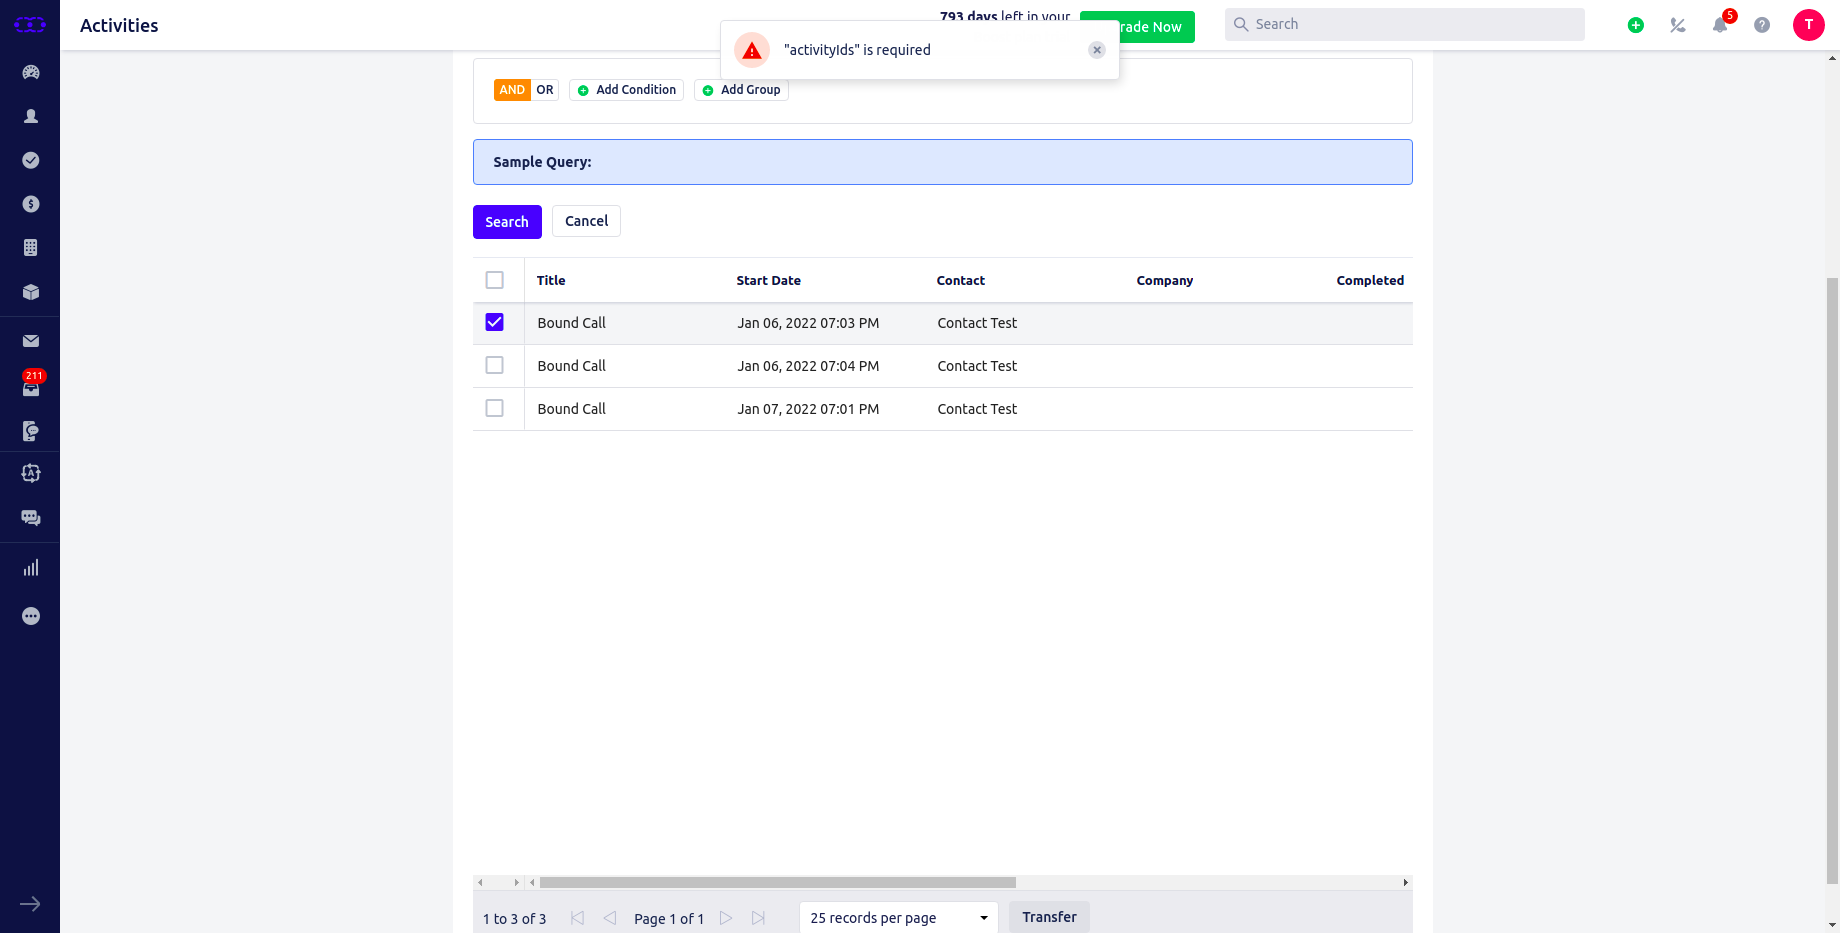 Activities
793 days left in your
rade Now
Search
5
T
"activityIds" is required
AND OR Add Condition Add Group
Sample Query:
Search Cancel
Title Start Date Contact Company Completed
Bound Call Jan 06, 2022 07:03 PM Contact Test
Bound Call Jan 06, 2022 07:04 PM Contact Test
Bound Call Jan 07, 2022 07:01 PM Contact Test
211
1 to 3 of 3 Page 1 of 1 25 records per page Transfer